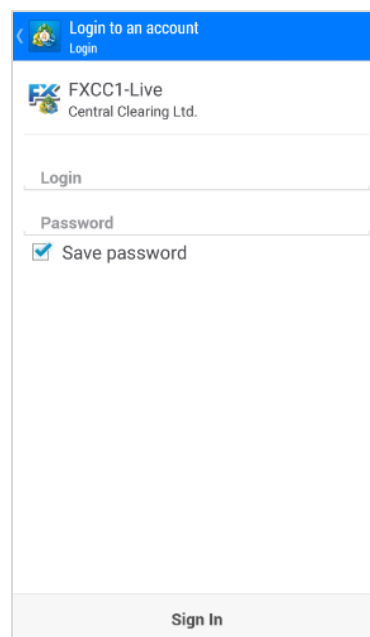 Login to an account
Login
FXCC1-Live
Central Clearing Ltd.
Login
Password
Save password
Sign In